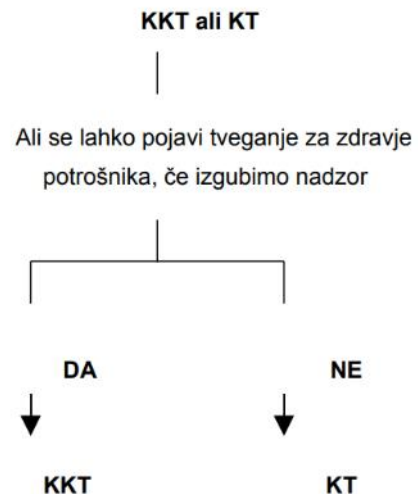 KKT ali KT
Ali se lahko pojavi tveganje za zdravje
potrošnika, če izgubimo nadzor
DA
NE
KKT
KT